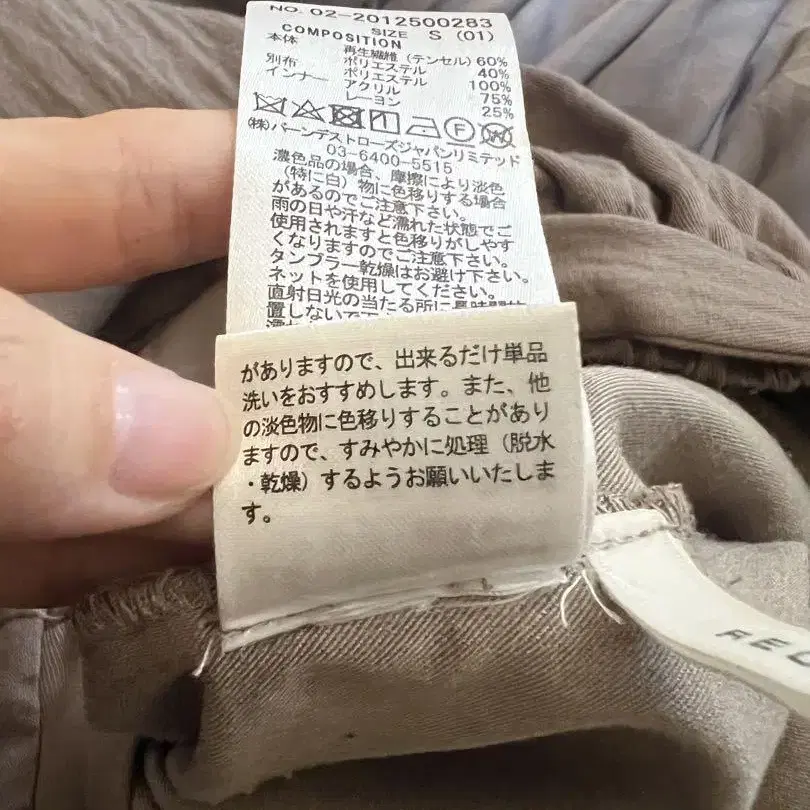 NO. 02-2012500283
SIZE S (01)
COMPOSITION
本体 再生繊維 (テンセル) 60%
ポリエステル 40%
別布 ポリエステル 100%
インナー アクリル 75%
レーヨン 25%
(株)バーンデストローズジャパンリミテッド
03-6400-5515
濃色品の場合、摩擦により淡色
(特に白)物に色移りする場合
があるのでご注意下さい。
雨の日や汗など濡れた状態でご
使用されますと色移りがしやす
くなりますのでご注意下さい。
タンブラー乾燥はお避け下さい。
ネットを使用してください。
直射日光の当たる所に長時間放
置しないで下
がありますので、出来るだけ単品
洗いをおすすめします。また、他
の淡色物に色移りすることがあり
ますので、すみやかに処理(脱水
・乾燥)するようお願いいたしま
す。